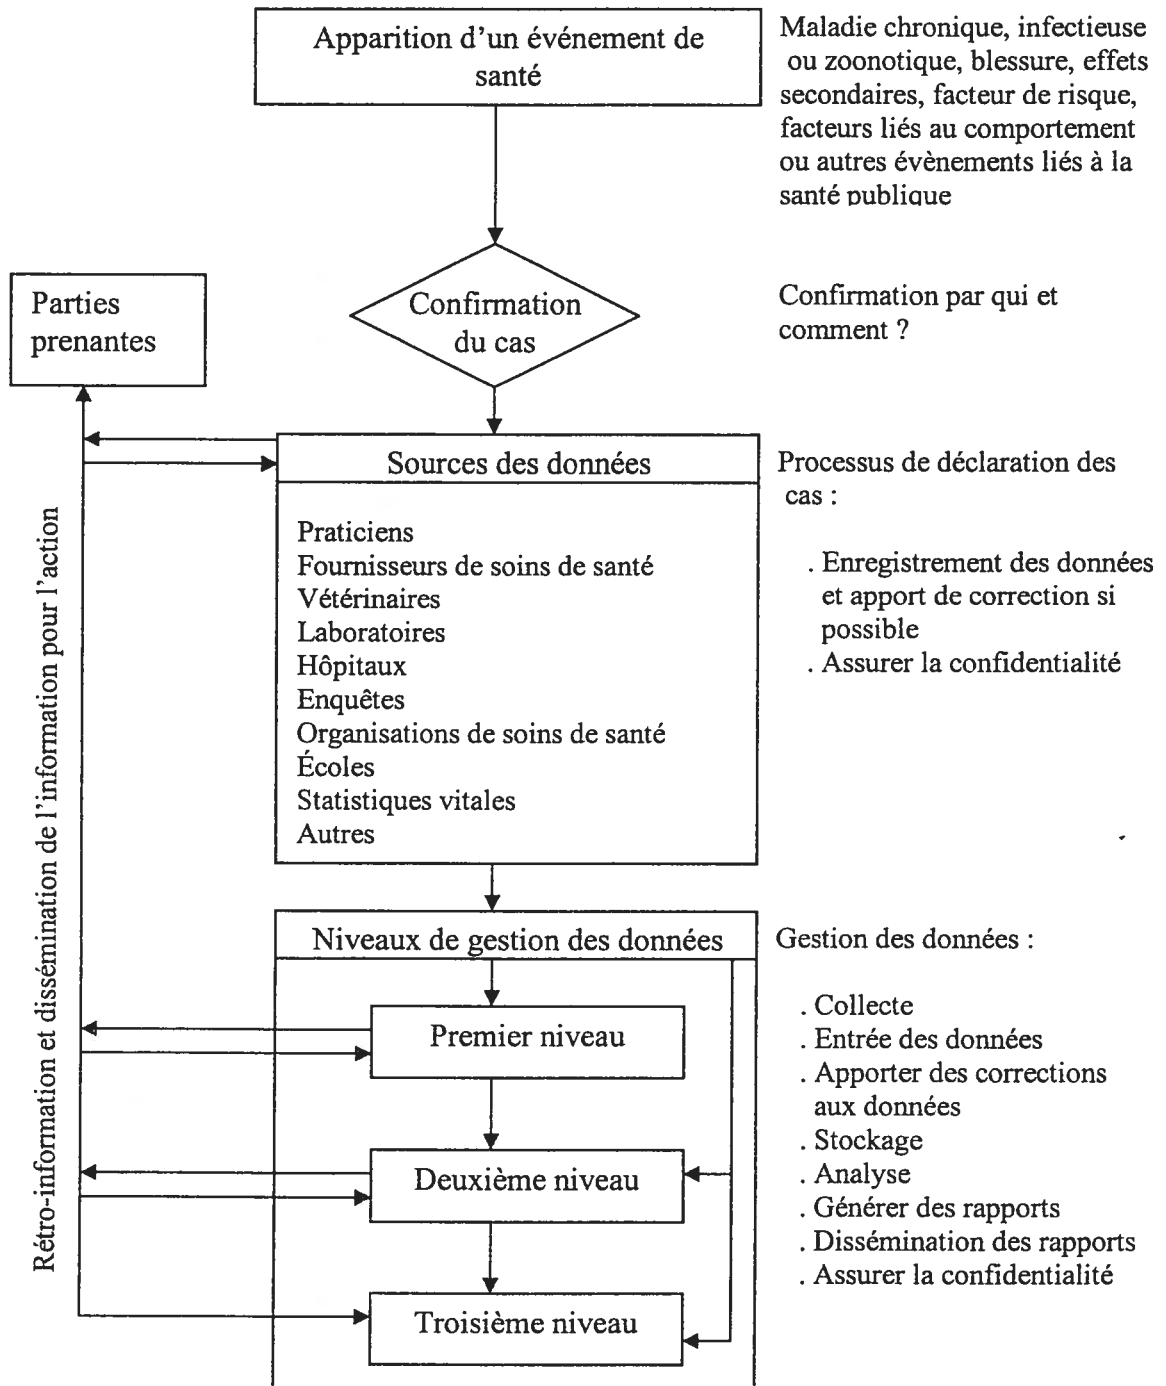 Apparition d'un événement de
santé
Maladie chronique, infectieuse
ou zoonotique, blessure, effets
secondaires, facteur de risque,
facteurs liés au comportement
ou autres évènements liés à la
santé publique
Parties
prenantes
Confirmation
du cas
Confirmation par qui et
comment ?
Sources des données
Praticiens
Fournisseurs de soins de santé
Vétérinaires
Laboratoires
Hôpitaux
Enquêtes
Organisations de soins de santé
Écoles
Statistiques vitales
Autres
Processus de déclaration des
cas :
. Enregistrement des données
et apport de correction si
possible
. Assurer la confidentialité
Rétro-information et dissémination de l'information pour l'action
Niveaux de gestion des données
Premier niveau
Deuxième niveau
Troisième niveau
Gestion des données :
. Collecte
. Entrée des données
. Apporter des corrections
aux données
. Stockage
. Analyse
. Générer des rapports
. Dissémination des rapports
. Assurer la confidentialité